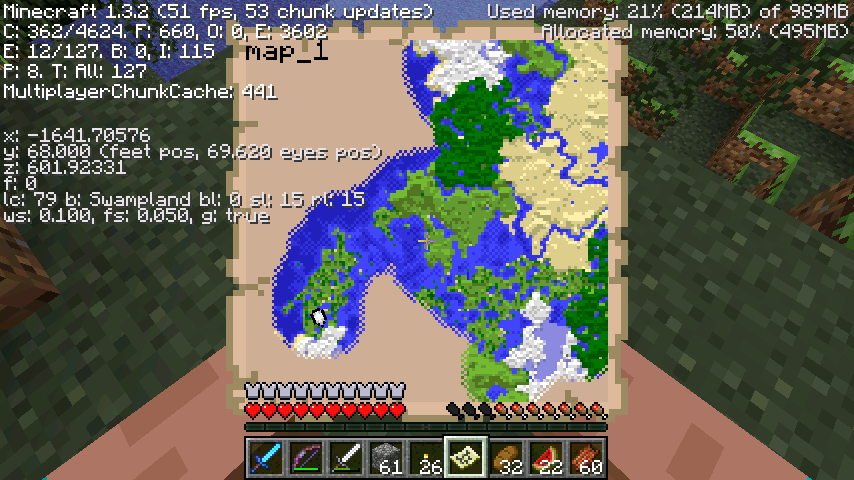 Minecraft 1.3.2 (51 fps, 53 chunk updates)
Used memory: 21% (214MB) of 989MB
C: 362/4624. F: 660, O: 0, E: 3602
Allocated memory: 50% (495MB)
E: 12/127. B: 0, I: 115
P: 8. T: All: 127
MultiplayerChunkCache: 441
map_1
x: -1641.70576
y: 68.000 (feet pos, 69.620 eyes pos)
z: 601.92331
f: 0
lc: 79 b: Swampland bl: 0 sl: 15 rl: 15
ws: 0.100, fs: 0.050, g: true
61 26 32 22 60